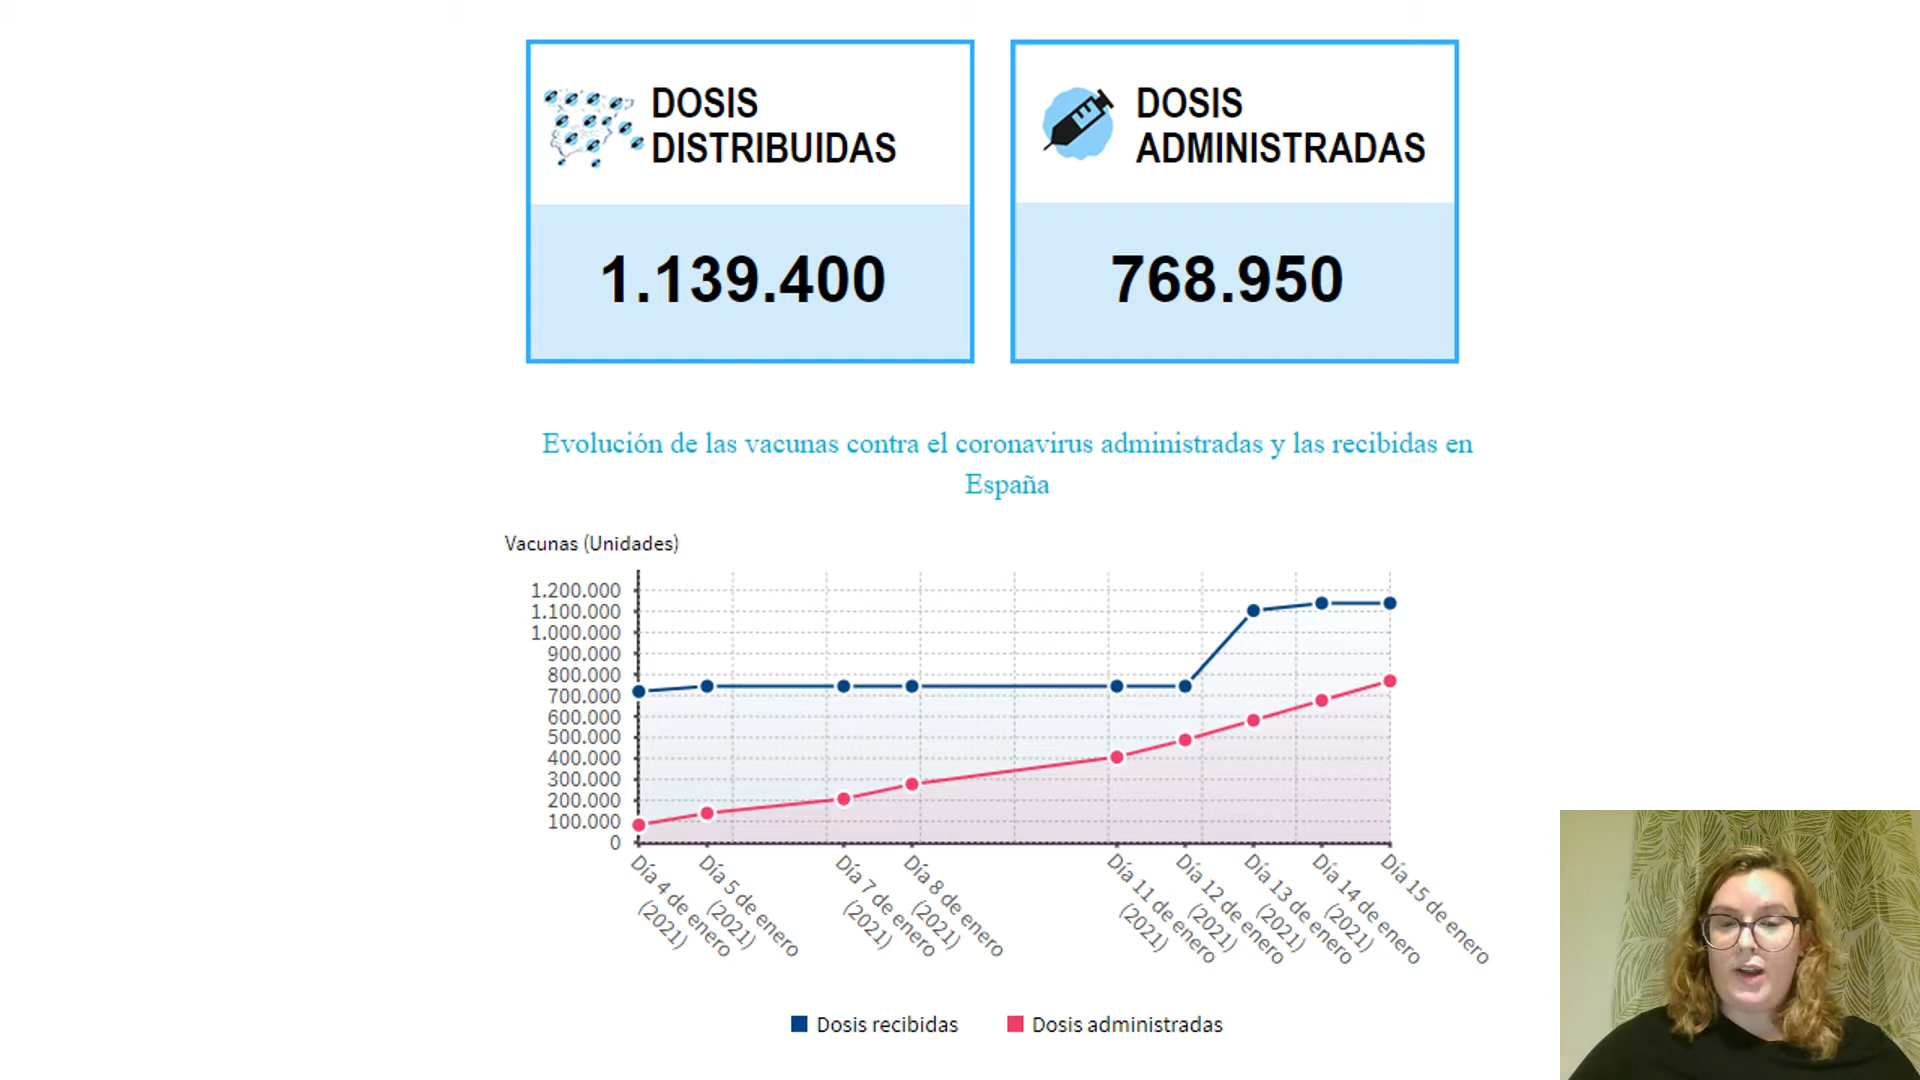 DOSIS
DISTRIBUIDAS
1.139.400
DOSIS
ADMINISTRADAS
768.950
Evolución de las vacunas contra el coronavirus administradas y las recibidas en
España
Vacunas (Unidades)
1.200.000
1.100.000
1.000.000
900.000
800.000
700.000
600.000
500.000
400.000
300.000
200.000
100.000
0
Día 4 de enero
(2021)
Día 5 de enero
(2021)
Día 7 de enero
(2021)
Día 8 de enero
(2021)
Día 11 de enero
(2021)
Día 12 de enero
(2021)
Día 13 de enero
(2021)
Día 14 de enero
(2021)
Día 15 de enero
Dosis recibidas
Dosis administradas